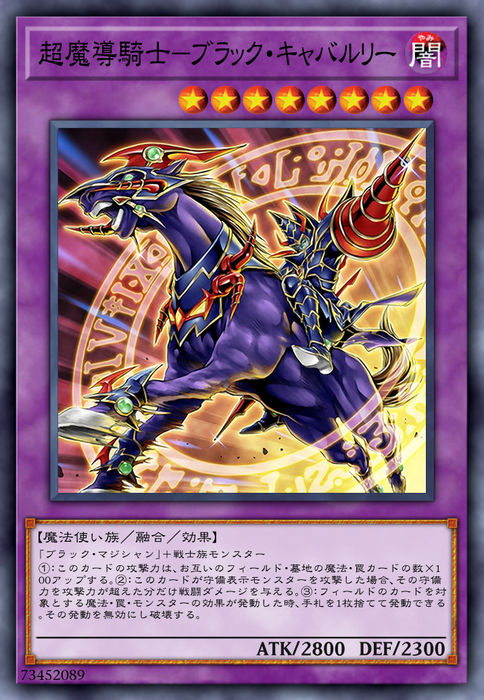 超魔導騎士-ブラック・キャバルリー
やみ
闇
【魔法使い族/融合/効果】
「ブラック・マジシャン」+戦士族モンスター
①:このカードの攻撃力は、お互いのフィールド・墓地の魔法・罠カードの数×1
00アップする。②:このカードが守備表示モンスターを攻撃した場合、その守備
力を攻撃力が超えた分だけ戦闘ダメージを与える。③:フィールドのカードを対
象とする魔法・罠・モンスターの効果が発動した時、手札を1枚捨てて発動できる
。その発動を無効にし破壊する。
ATK/2800 DEF/2300
73452089